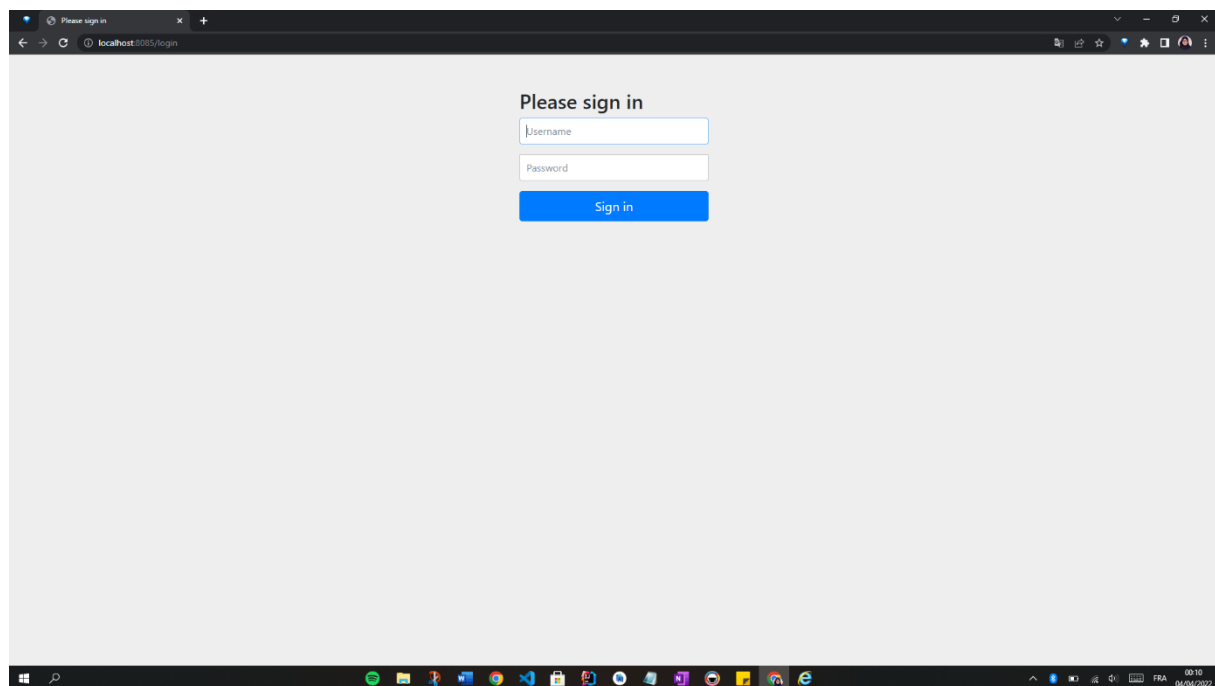 Please sign in
localhost:8085/login
Please sign in
Username
Password
Sign in
FRA
00:10
04/04/2022